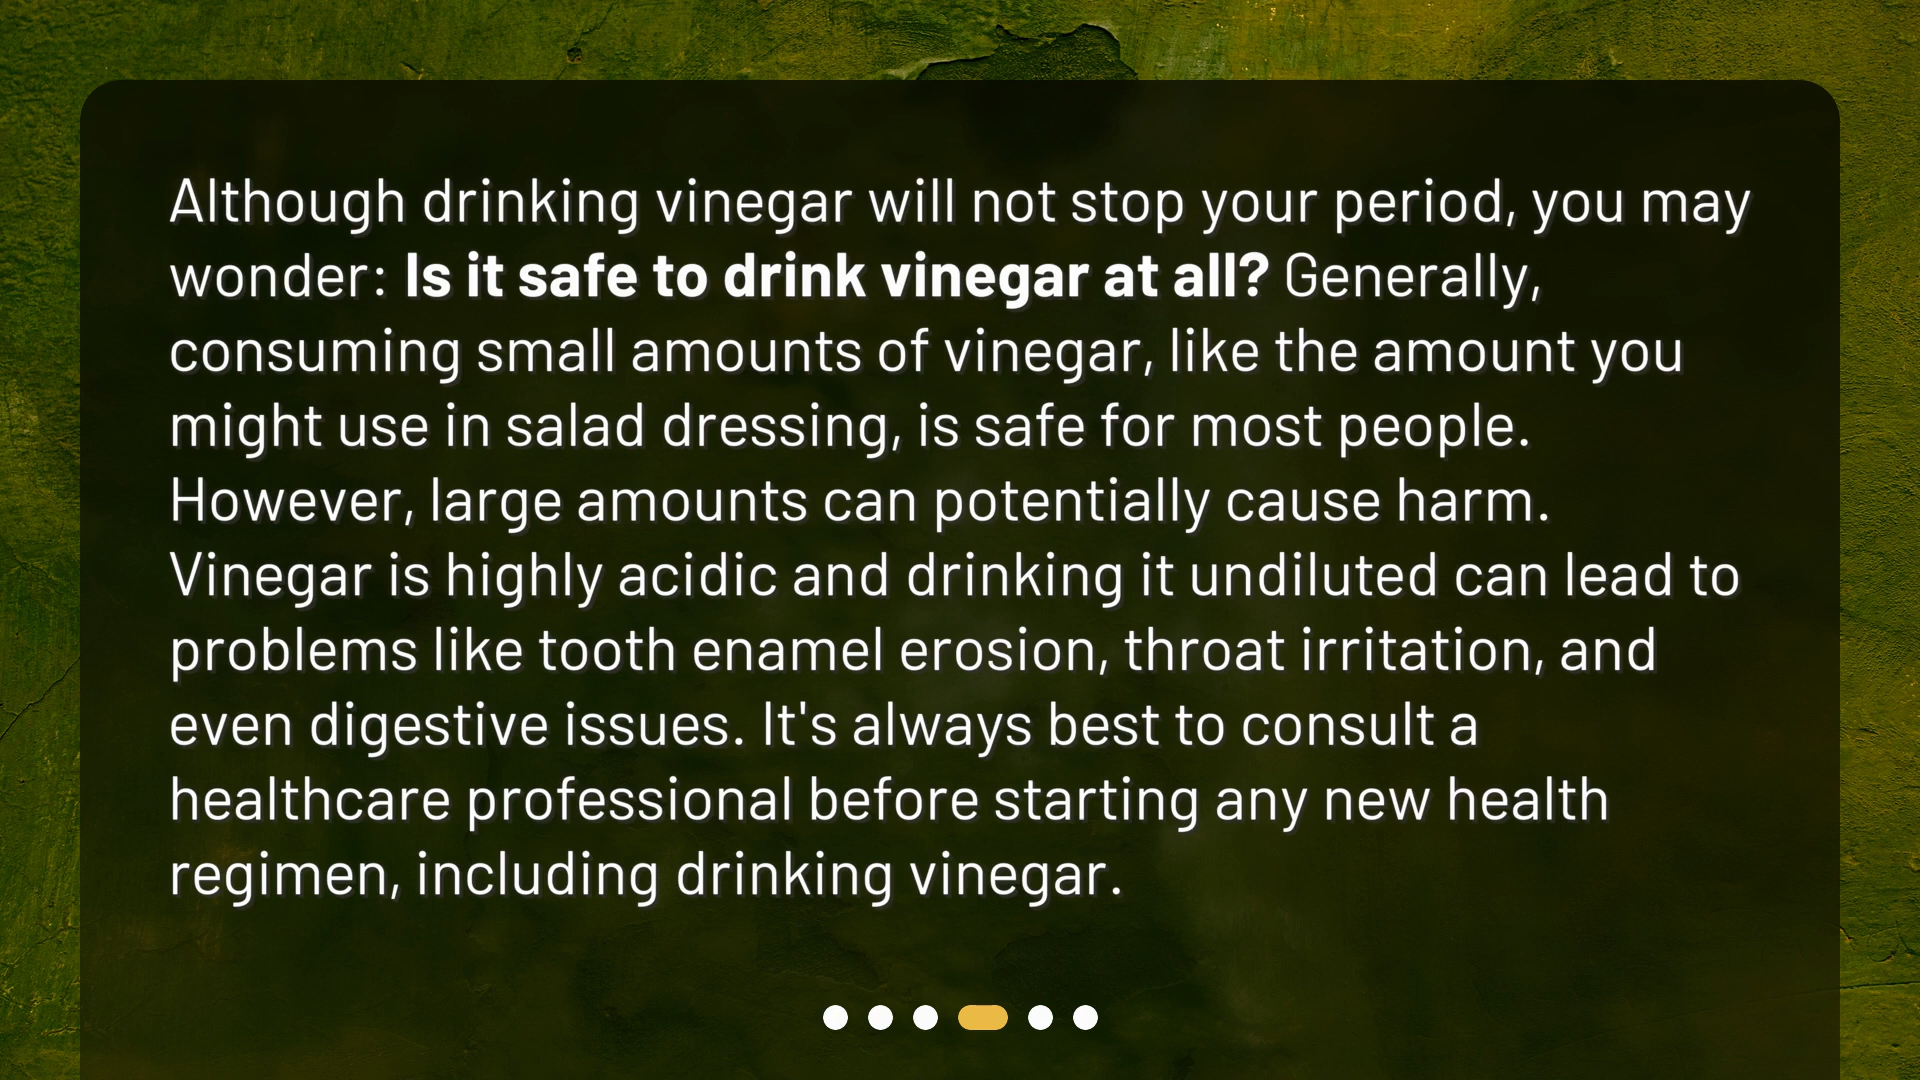 Although drinking vinegar will not stop your period, you may
wonder: Is it safe to drink vinegar at all? Generally,
consuming small amounts of vinegar, like the amount you
might use in salad dressing, is safe for most people.
However, large amounts can potentially cause harm.
Vinegar is highly acidic and drinking it undiluted can lead to
problems like tooth enamel erosion, throat irritation, and
even digestive issues. It's always best to consult a
healthcare professional before starting any new health
regimen, including drinking vinegar.